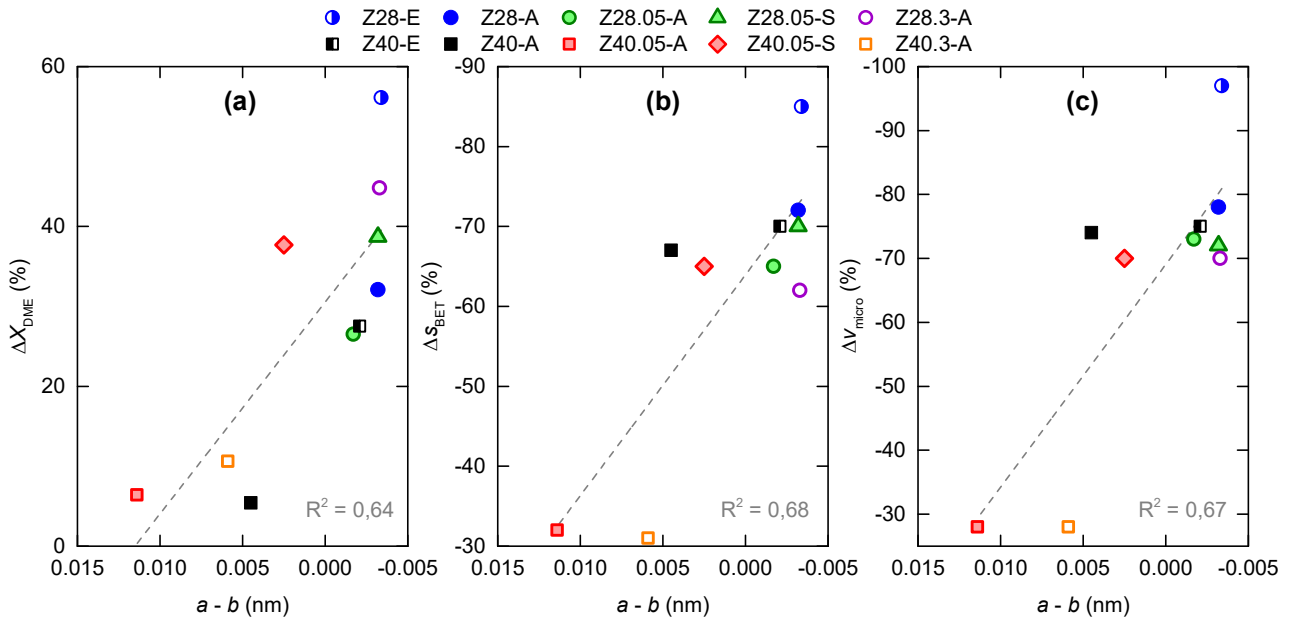 Z28-E Z28-A Z28.05-A Z28.05-S Z28.3-A
Z40-E Z40-A Z40.05-A Z40.05-S Z40.3-A
(a)
60
40
20
0
ΔX_DME (%)
R² = 0,64
0.015 0.010 0.005 0.000 -0.005
a - b (nm)
(b)
-90
-80
-70
-60
-50
-40
-30
Δs_BET (%)
R² = 0,68
0.015 0.010 0.005 0.000 -0.005
a - b (nm)
(c)
-100
-90
-80
-70
-60
-50
-40
-30
Δv_micro (%)
R² = 0,67
0.015 0.010 0.005 0.000 -0.005
a - b (nm)